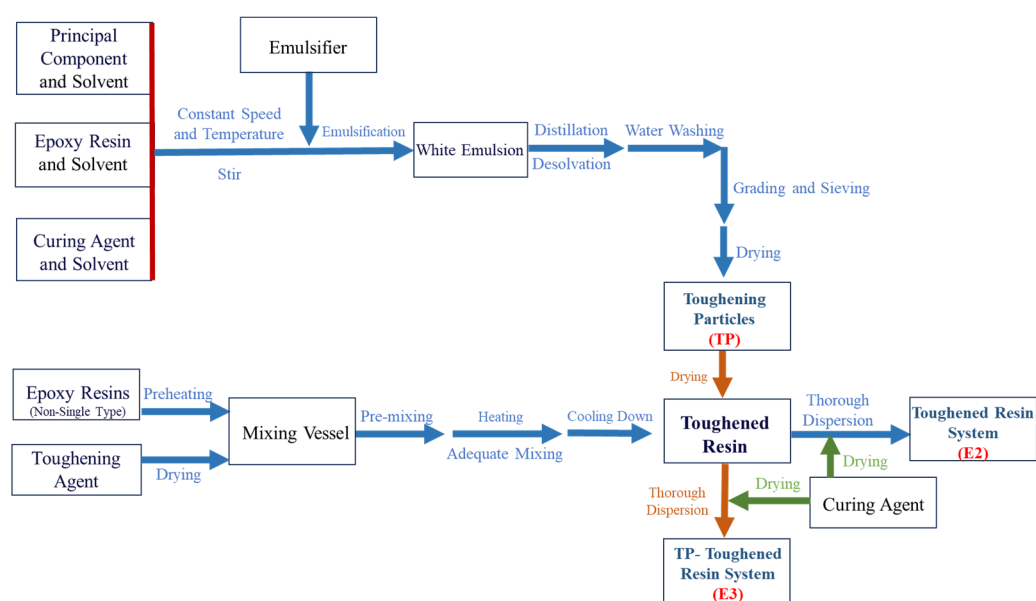 Principal
Component
and Solvent
Emulsifier
Epoxy Resin
and Solvent
Constant Speed
and Temperature
Stir
Emulsification
White Emulsion
Distillation
Desolvation
Water Washing
Grading and Sieving
Drying
Curing Agent
and Solvent
Toughening
Particles
(TP)
Drying
Epoxy Resins
(Non-Single Type)
Preheating
Toughening
Agent
Drying
Mixing Vessel
Pre-mixing
Heating
Adequate Mixing
Cooling Down
Toughened
Resin
Thorough
Dispersion
Toughened Resin
System
(E2)
Drying
Drying
Curing Agent
Thorough
Dispersion
TP- Toughened
Resin System
(E3)